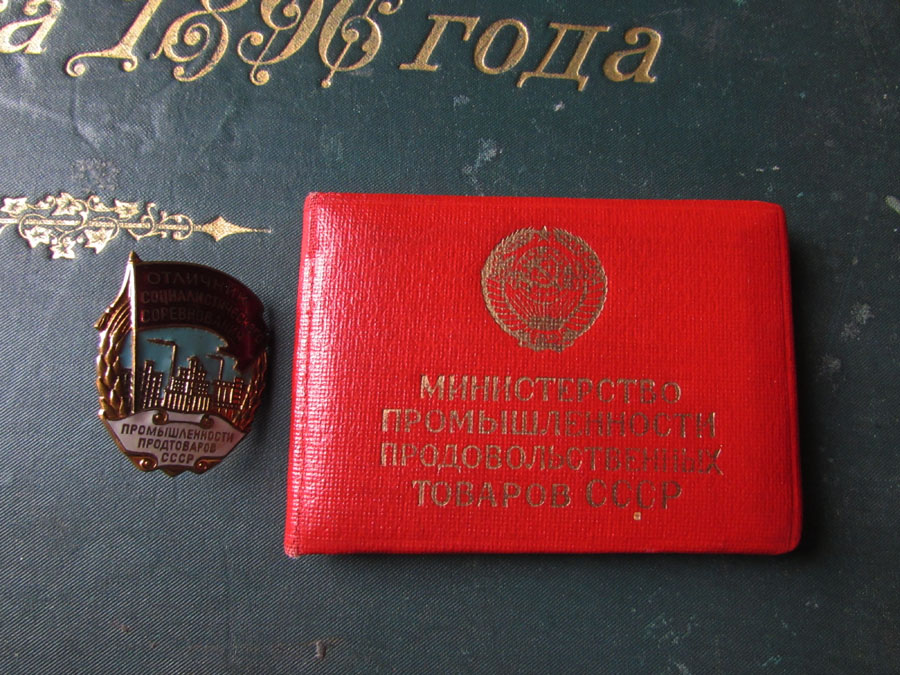 а 1896 года
ОТЛИЧНИК
СОЦИАЛИСТИЧЕСКОГО
СОРЕВНОВАНИЯ
ПРОМЫШЛЕННОСТИ
ПРОДТОВАРОВ
СССР
МИНИСТЕРСТВО
ПРОМЫШЛЕННОСТИ
ПРОДОВОЛЬСТВЕННЫХ
ТОВАРОВ СССР